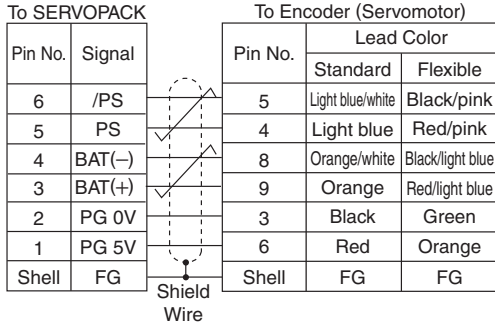 To SERVOPACK To Encoder (Servomotor)
Pin No. Signal Pin No. Lead Color
Standard Flexible
6 /PS 5 Light blue/white Black/pink
5 PS 4 Light blue Red/pink
4 BAT(−) 8 Orange/white Black/light blue
3 BAT(+) 9 Orange Red/light blue
2 PG 0V 3 Black Green
1 PG 5V 6 Red Orange
Shell FG Shell FG FG
Shield
Wire